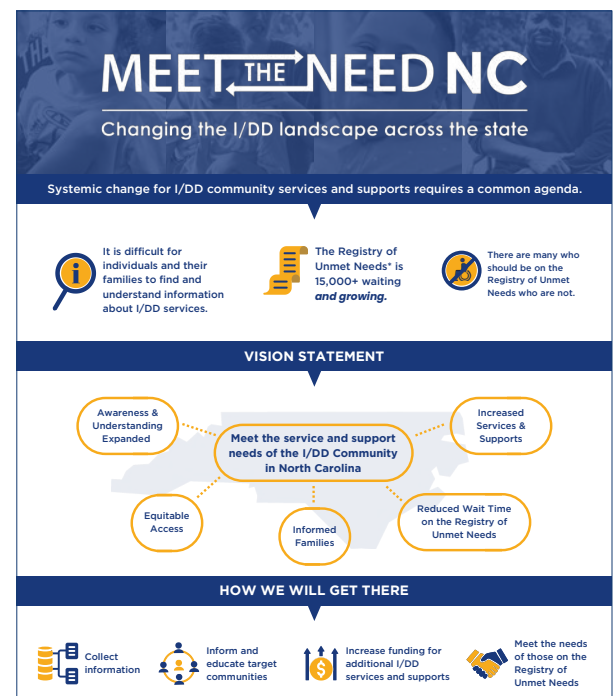 MEET THE NEED NC
Changing the I/DD landscape across the state
Systemic change for I/DD community services and supports requires a common agenda.
It is difficult for
individuals and their
families to find and
understand information
about I/DD services.
The Registry of
Unmet Needs* is
15,000+ waiting
and growing.
There are many who
should be on the
Registry of Unmet
Needs who are not.
VISION STATEMENT
Awareness &
Understanding
Expanded
Increased
Services &
Supports
Meet the service and support
needs of the I/DD Community
in North Carolina
Equitable
Access
Informed
Families
Reduced Wait Time
on the Registry of
Unmet Needs
HOW WE WILL GET THERE
Collect
information
Inform and
educate target
communities
Increase funding for
additional I/DD
services and supports
Meet the needs
of those on the
Registry of
Unmet Needs